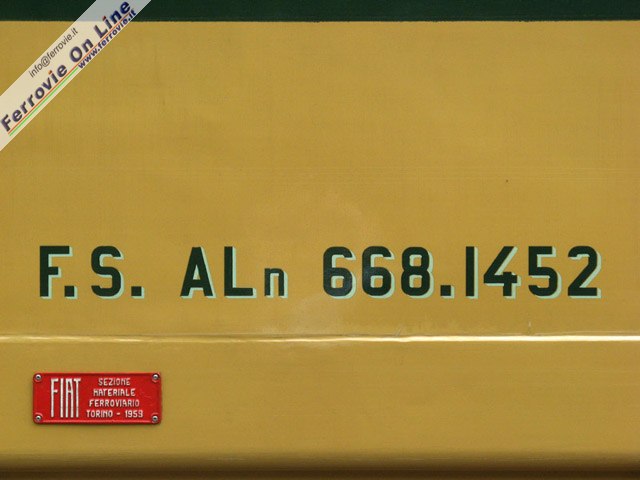 info@ferrovie.it
Ferrovie On Line
www.ferrovie.it
F.S. ALn 668.1452
FIAT
SEZIONE
MATERIALE
FERROVIARIO
TORINO - 1959